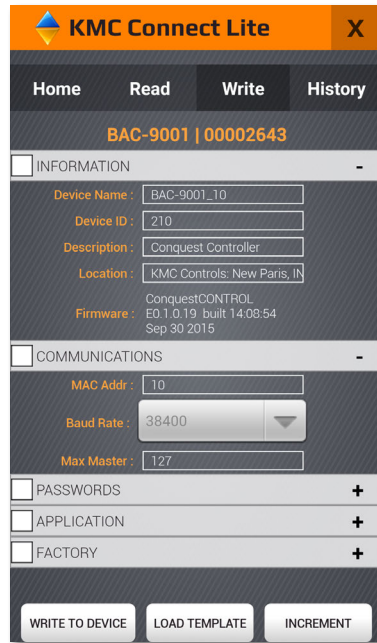 KMC Connect Lite X
Home Read Write History
BAC-9001 | 00002643
INFORMATION -
Device Name : BAC-9001_10
Device ID : 210
Description : Conquest Controller
Location : KMC Controls: New Paris, IN
Firmware : ConquestCONTROL
E0.1.0.19 built 14:08:54
Sep 30 2015
COMMUNICATIONS -
MAC Addr : 10
Baud Rate : 38400
Max Master : 127
PASSWORDS +
APPLICATION +
FACTORY +
WRITE TO DEVICE LOAD TEMPLATE INCREMENT